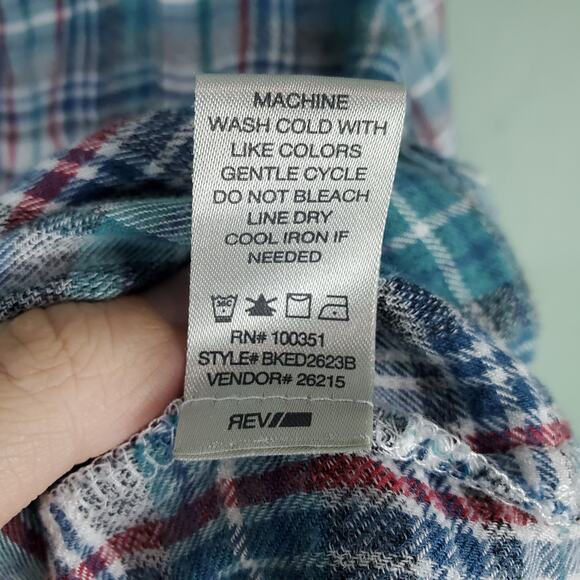 MACHINE
WASH COLD WITH
LIKE COLORS
GENTLE CYCLE
DO NOT BLEACH
LINE DRY
COOL IRON IF
NEEDED
RN# 100351
STYLE# BKED2623B
VENDOR# 26215
REV